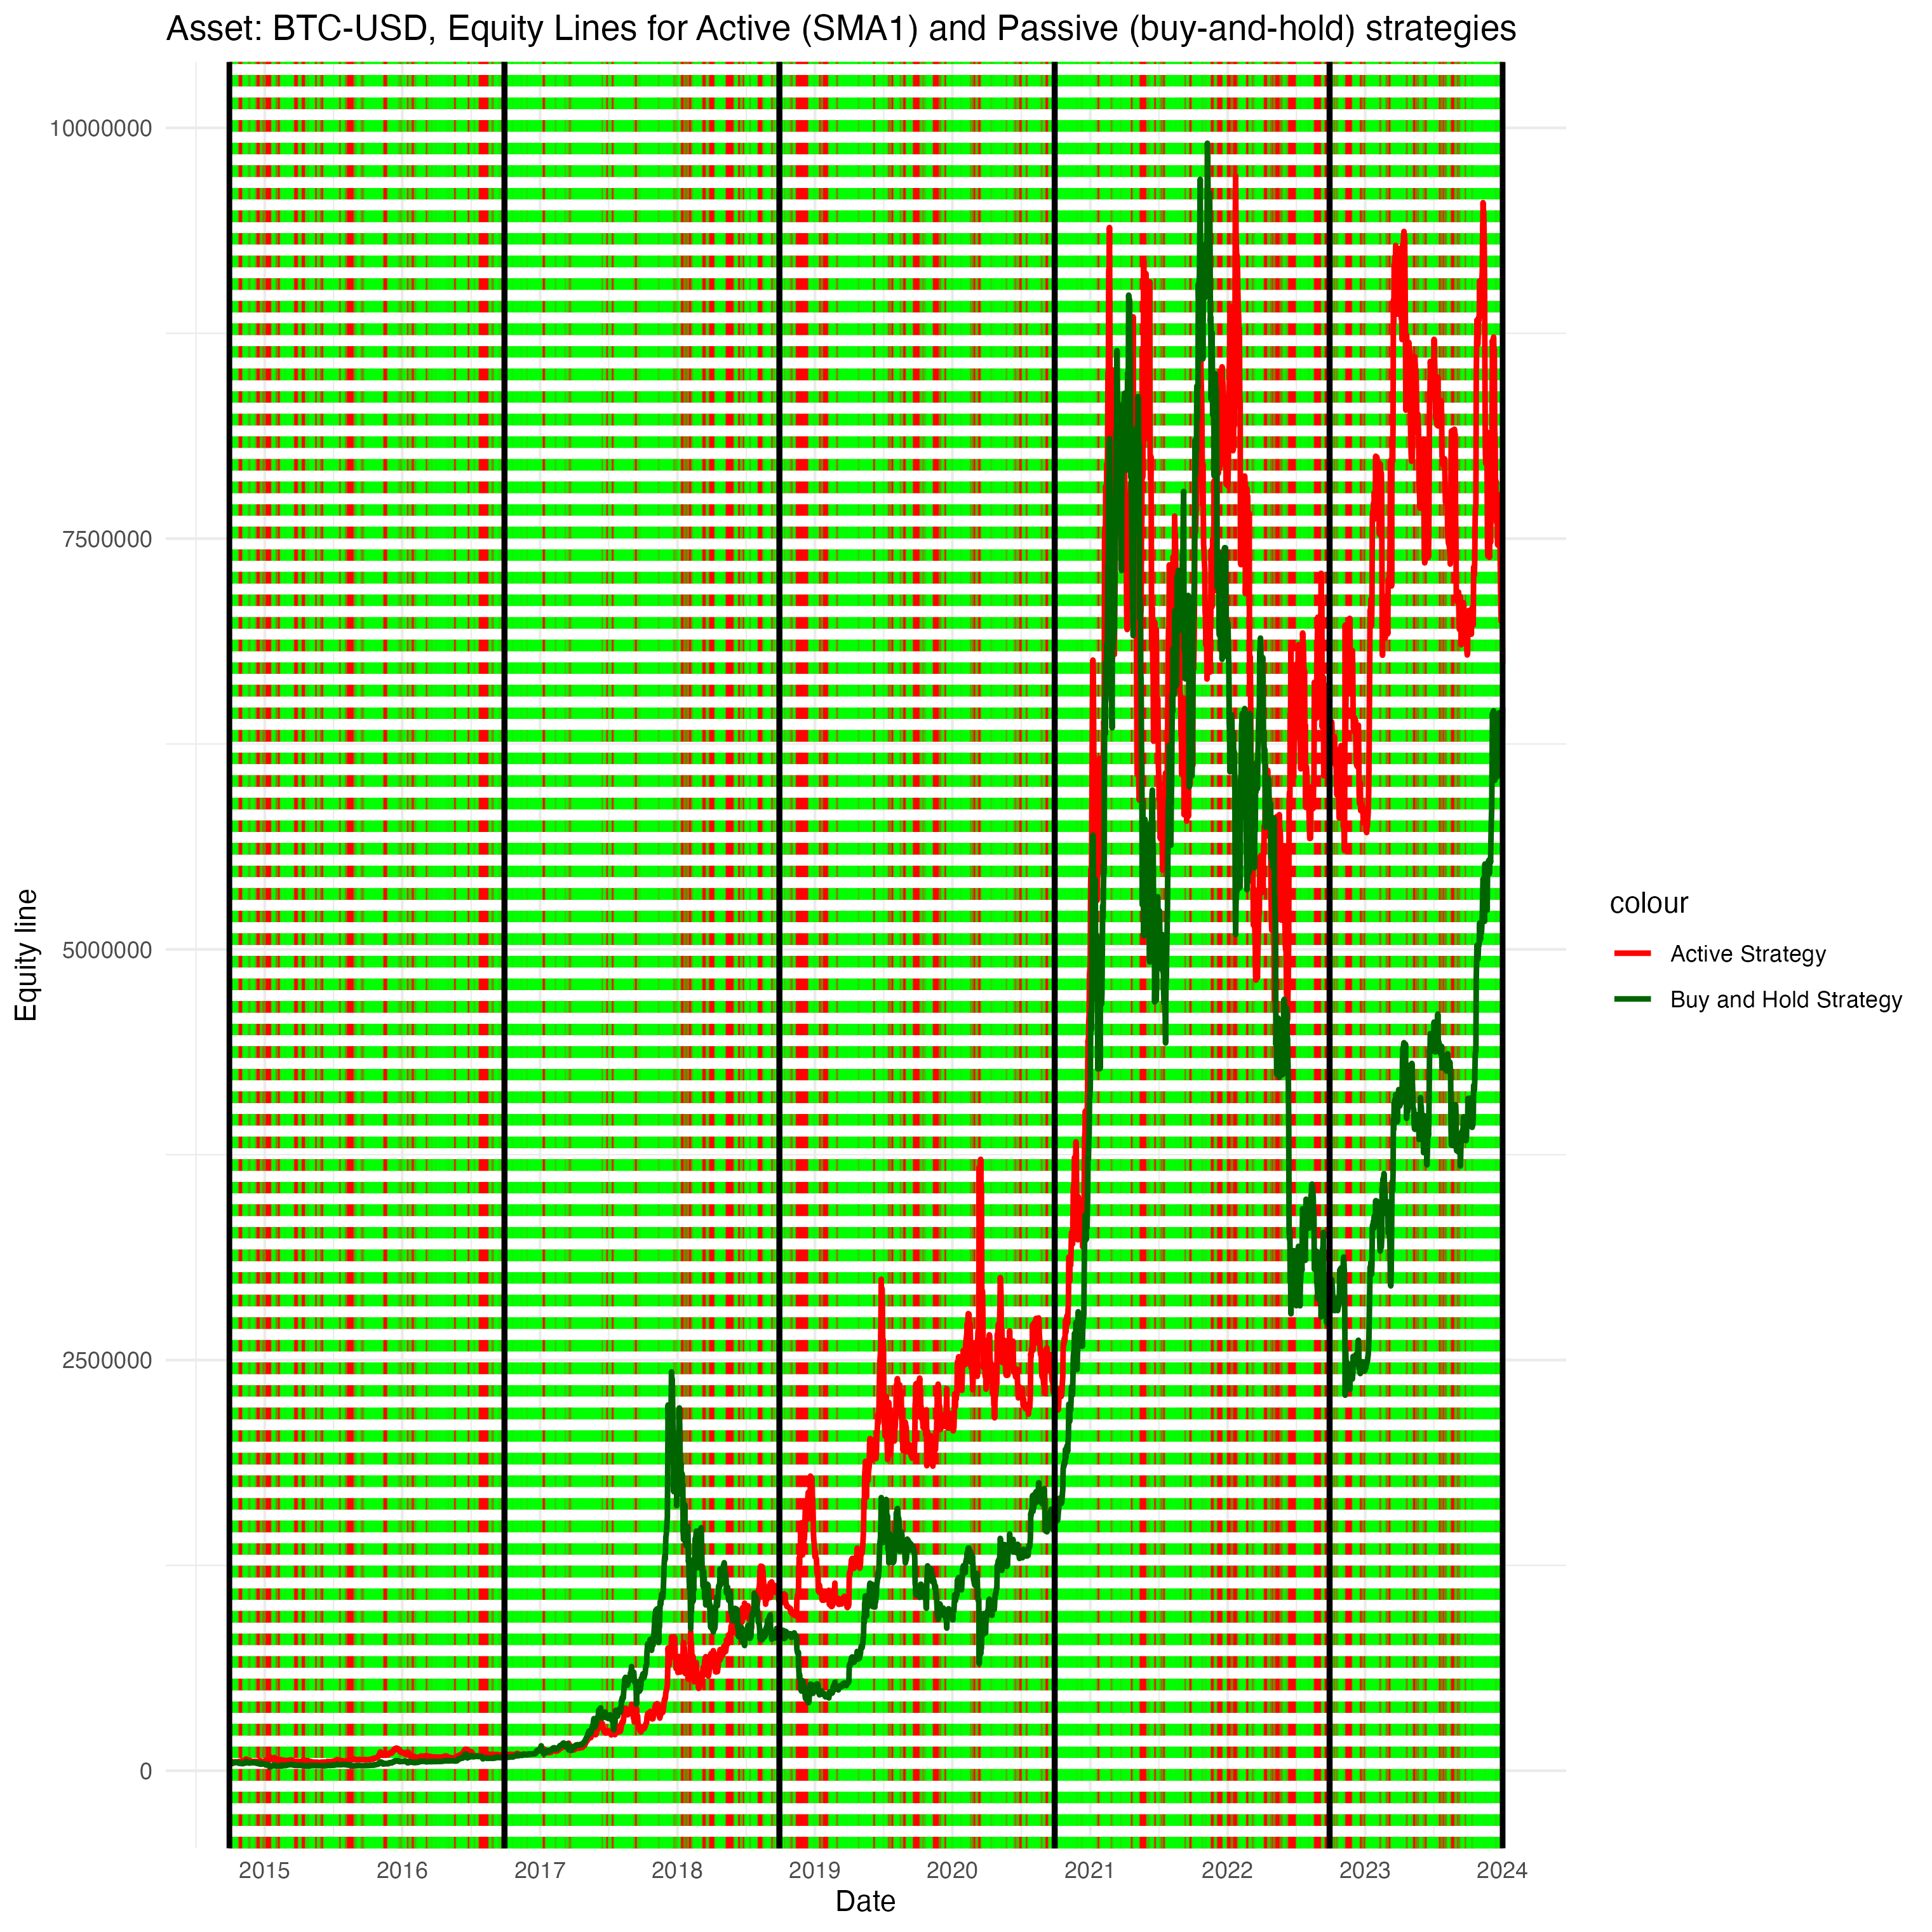 Asset: BTC-USD, Equity Lines for Active (SMA1) and Passive (buy-and-hold) strategies
10000000
7500000
5000000
2500000
0
Equity line
2015 2016 2017 2018 2019 2020 2021 2022 2023 2024
Date
colour
Active Strategy
Buy and Hold Strategy